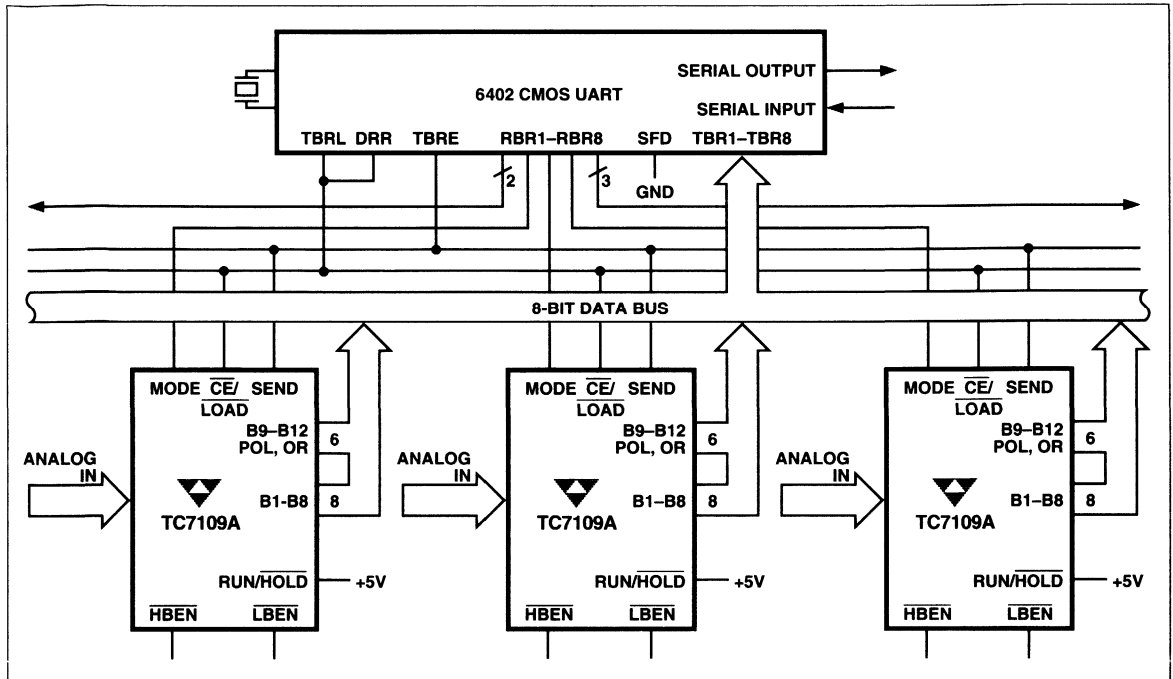 SERIAL OUTPUT
6402 CMOS UART
SERIAL INPUT
TBRL DRR TBRE RBR1–RBR8 SFD TBR1–TBR8
2 3
GND
8-BIT DATA BUS
MODE CE/ SEND
LOAD
B9–B12
POL, OR
6
ANALOG
IN
B1-B8
8
TC7109A
RUN/HOLD
+5V
HBEN
LBEN
MODE CE/ SEND
LOAD
B9–B12
POL, OR
6
ANALOG
IN
B1–B8
8
TC7109A
RUN/HOLD
+5V
HBEN
LBEN
MODE CE/ SEND
LOAD
B9–B12
POL, OR
6
ANALOG
IN
B1–B8
8
TC7109A
RUN/HOLD
+5V
HBEN
LBEN